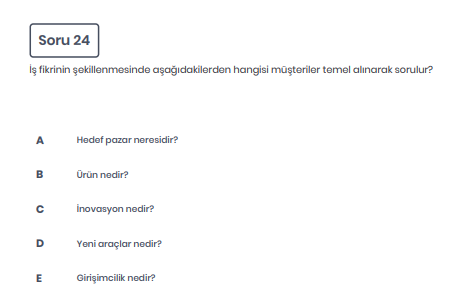 Soru 24
İş fikrinin şekillenmesinde aşağıdakilerden hangisi müşteriler temel alınarak sorulur?
A Hedef pazar neresidir?
B Ürün nedir?
C İnovasyon nedir?
D Yeni araçlar nedir?
E Girişimcilik nedir?